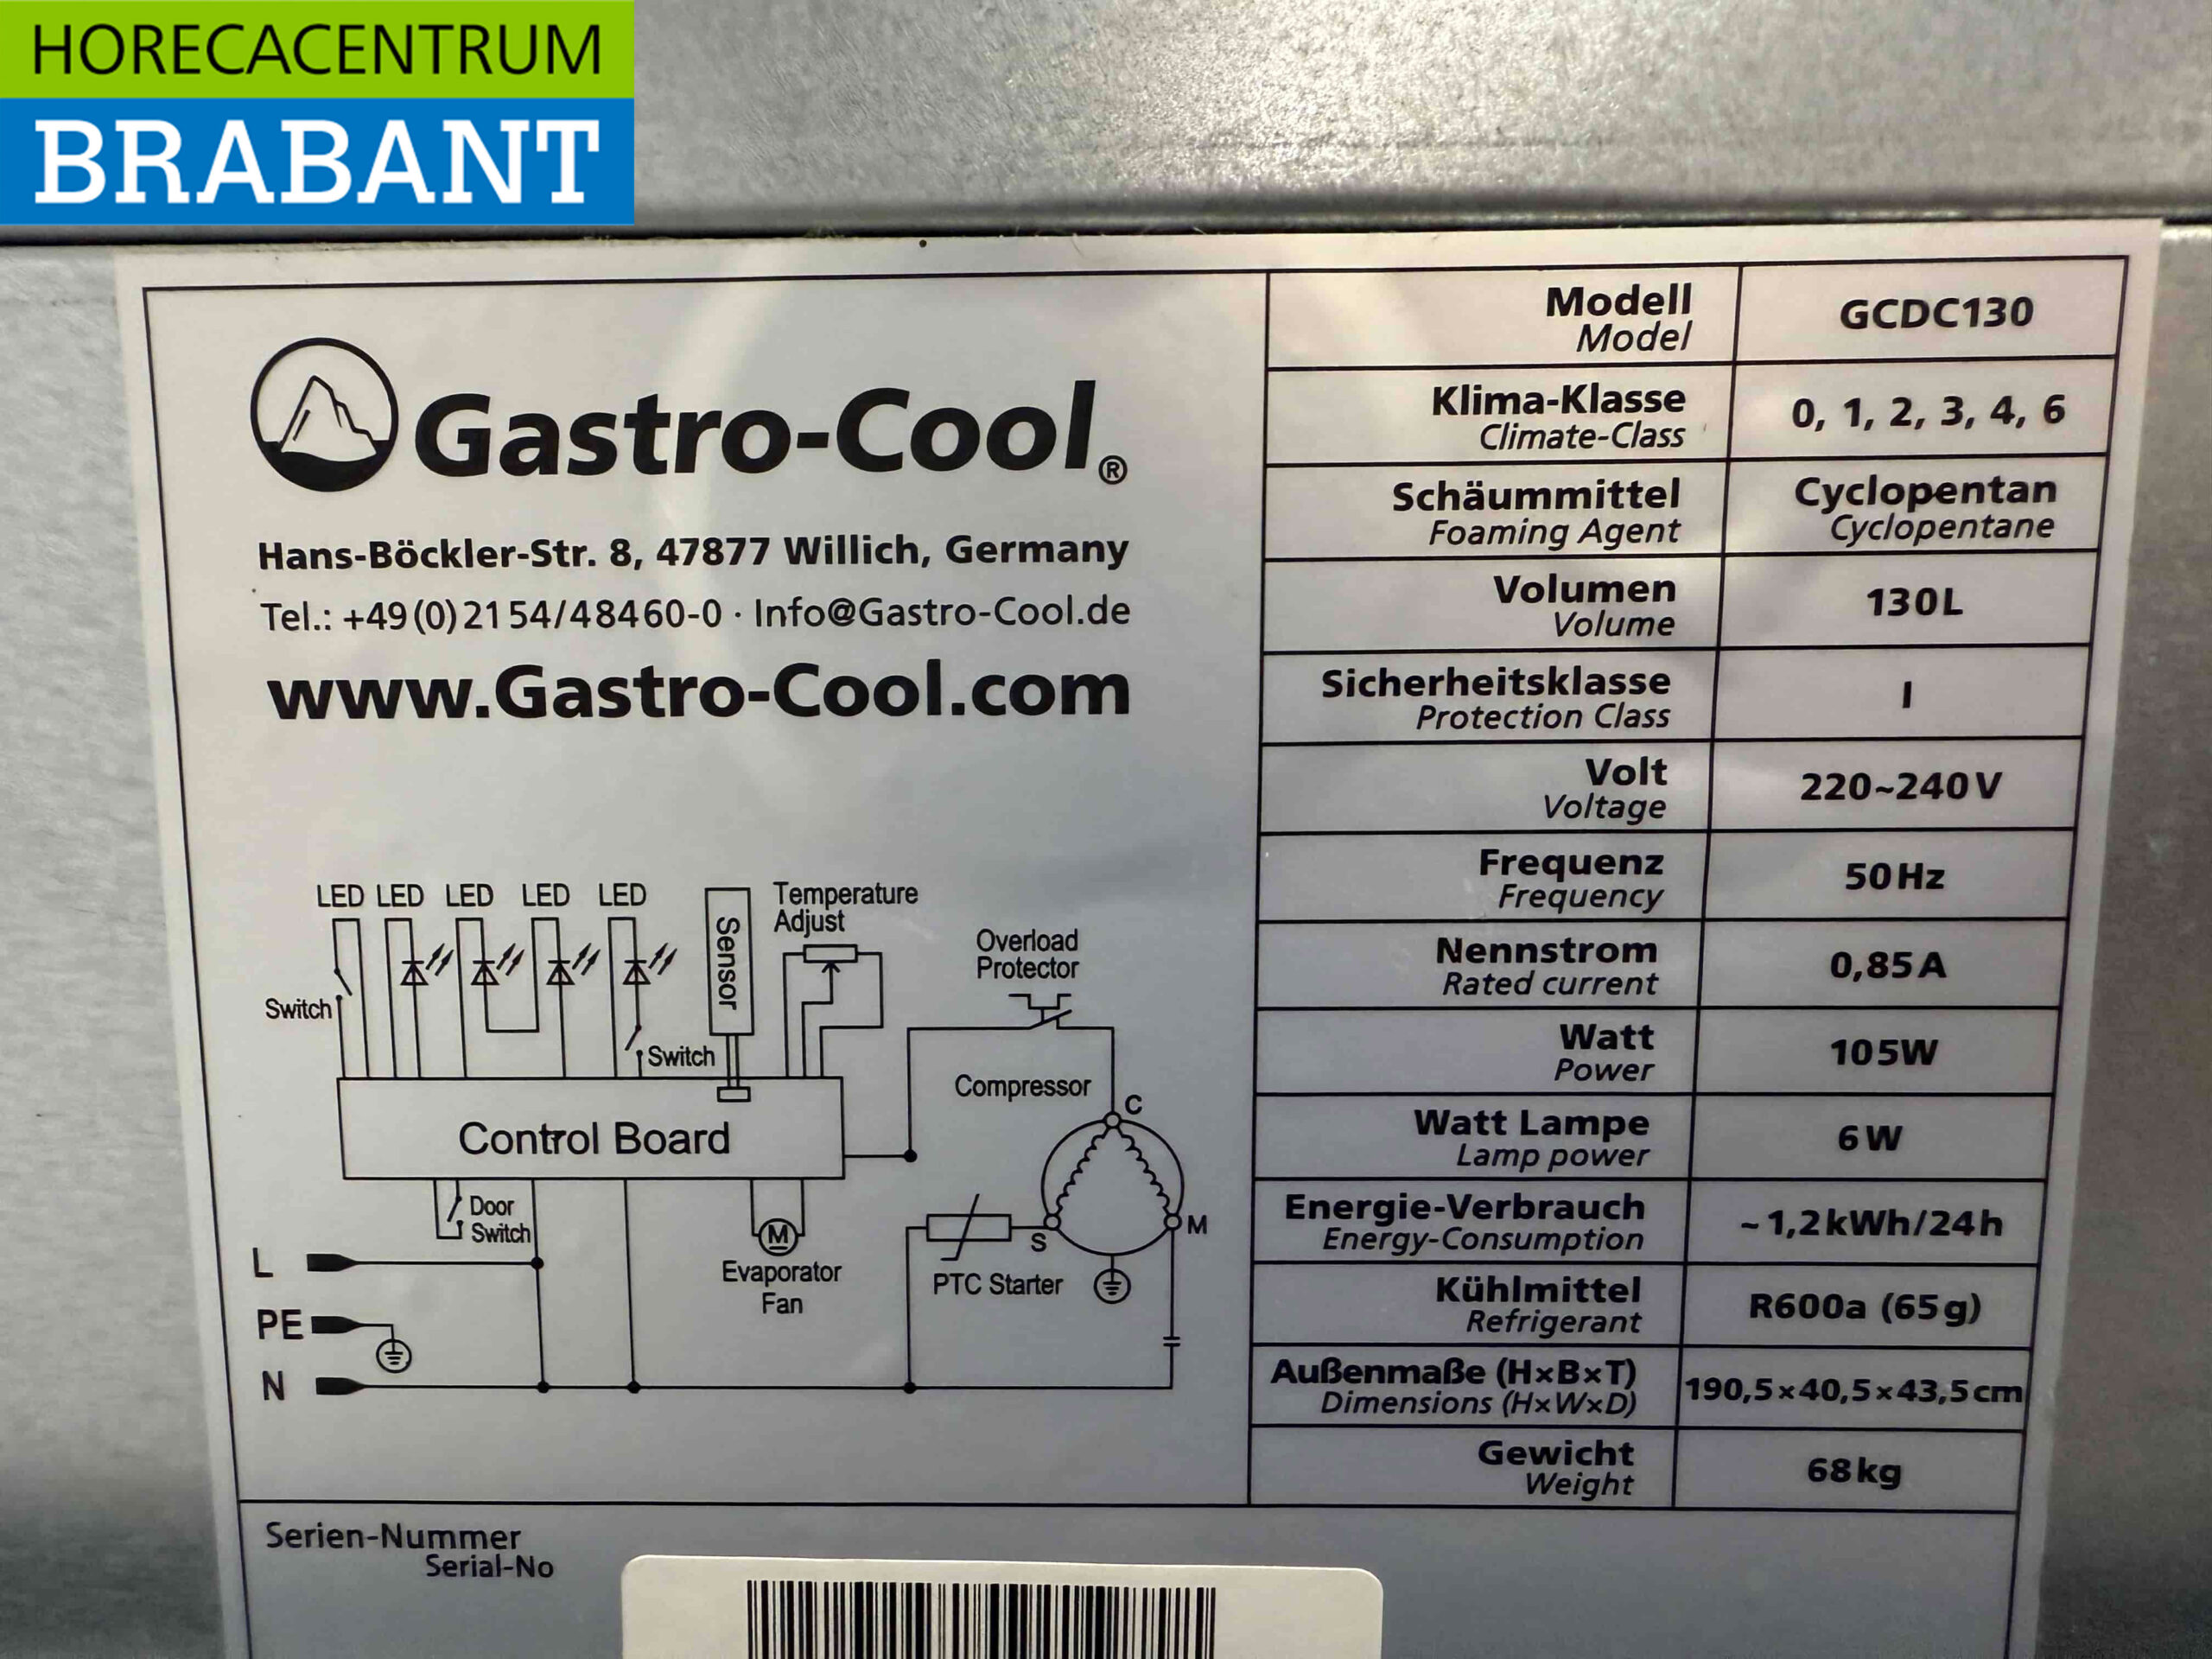 HORECACENTRUM
BRABANT
Gastro-Cool®
Hans-Böckler-Str. 8, 47877 Willich, Germany
Tel.: +49(0)2154/48460-0 · Info@Gastro-Cool.de
www.Gastro-Cool.com
LED LED LED LED LED
Sensor
Temperature
Adjust
Switch
Switch
Overload
Protector
Compressor
C
Control Board
Door
Switch
M
Evaporator
Fan
S
M
PTC Starter
L
PE
N
Modell
Model
GCDC130
Klima-Klasse
Climate-Class
0, 1, 2, 3, 4, 6
Schäummittel
Foaming Agent
Cyclopentan
Cyclopentane
Volumen
Volume
130L
Sicherheitsklasse
Protection Class
I
Volt
Voltage
220~240V
Frequenz
Frequency
50Hz
Nennstrom
Rated current
0,85A
Watt
Power
105W
Watt Lampe
Lamp power
6W
Energie-Verbrauch
Energy-Consumption
~1,2kWh/24h
Kühlmittel
Refrigerant
R600a (65g)
Außenmaße (H×B×T)
Dimensions (H×W×D)
190,5×40,5×43,5cm
Gewicht
Weight
68kg
Serien-Nummer
Serial-No